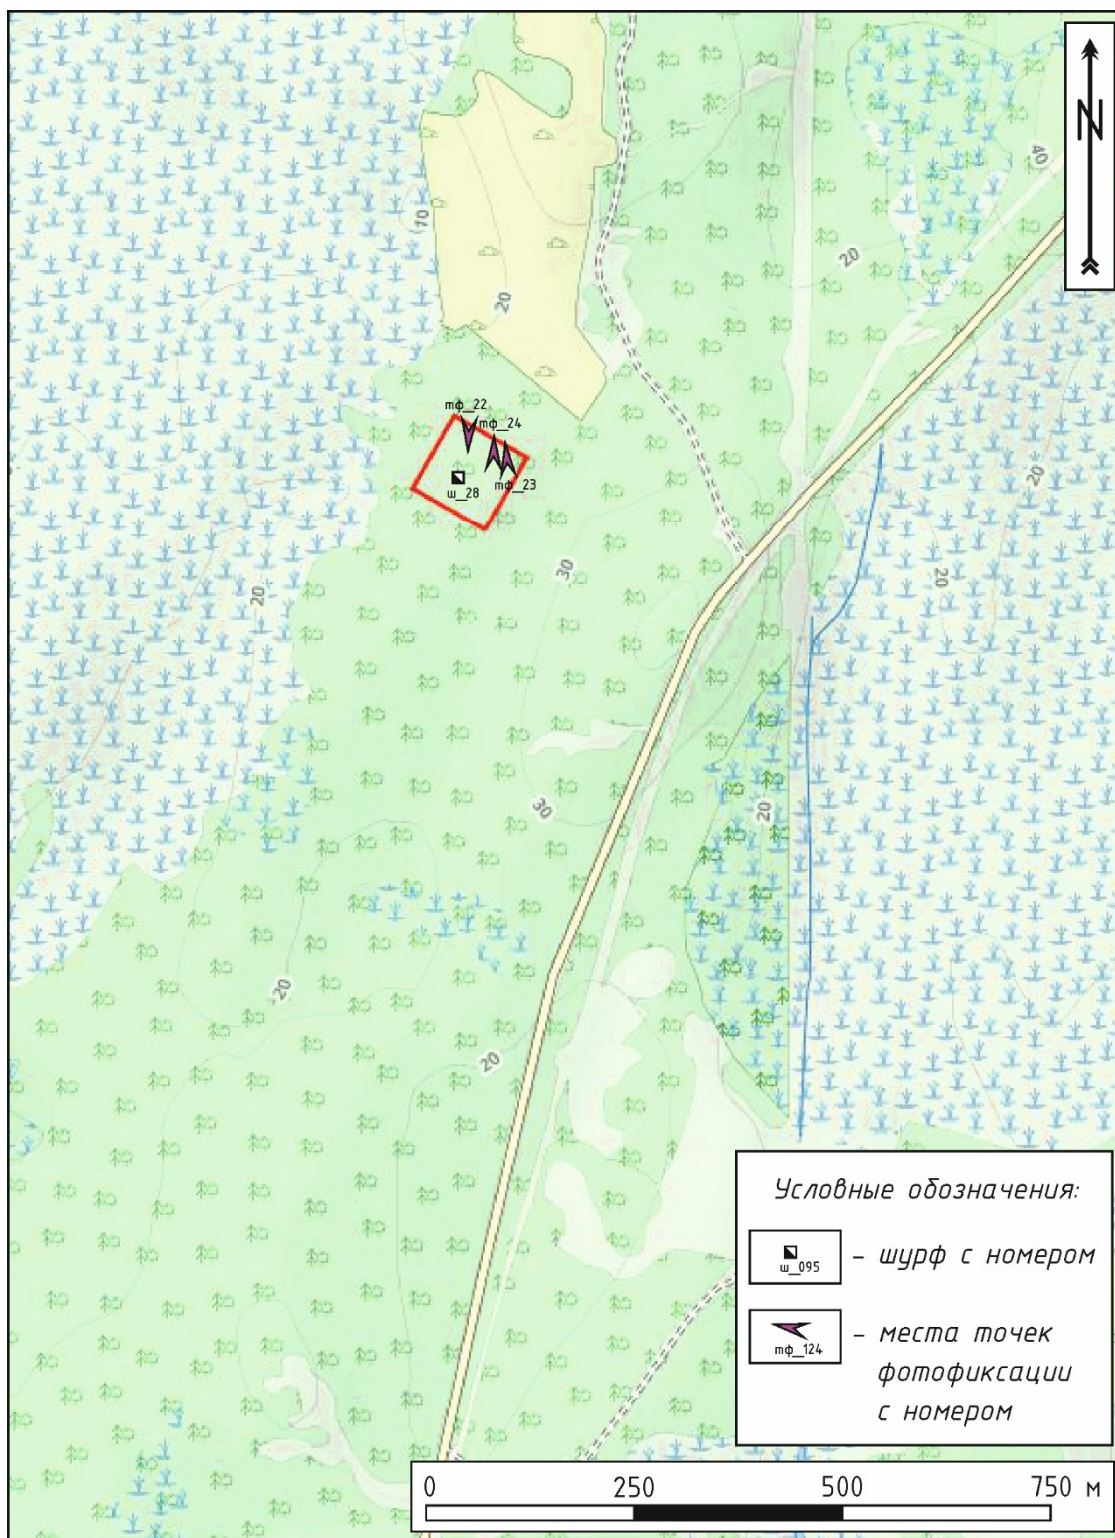 N
40
10
20
20
тф_22
тф_24
тф_23
ш_28
20
30
20
20
30
20
20
20
Условные обозначения:
ш_095
– шурф с номером
тф_124
– места точек
фотофиксации
с номером
0 250 500 750 м